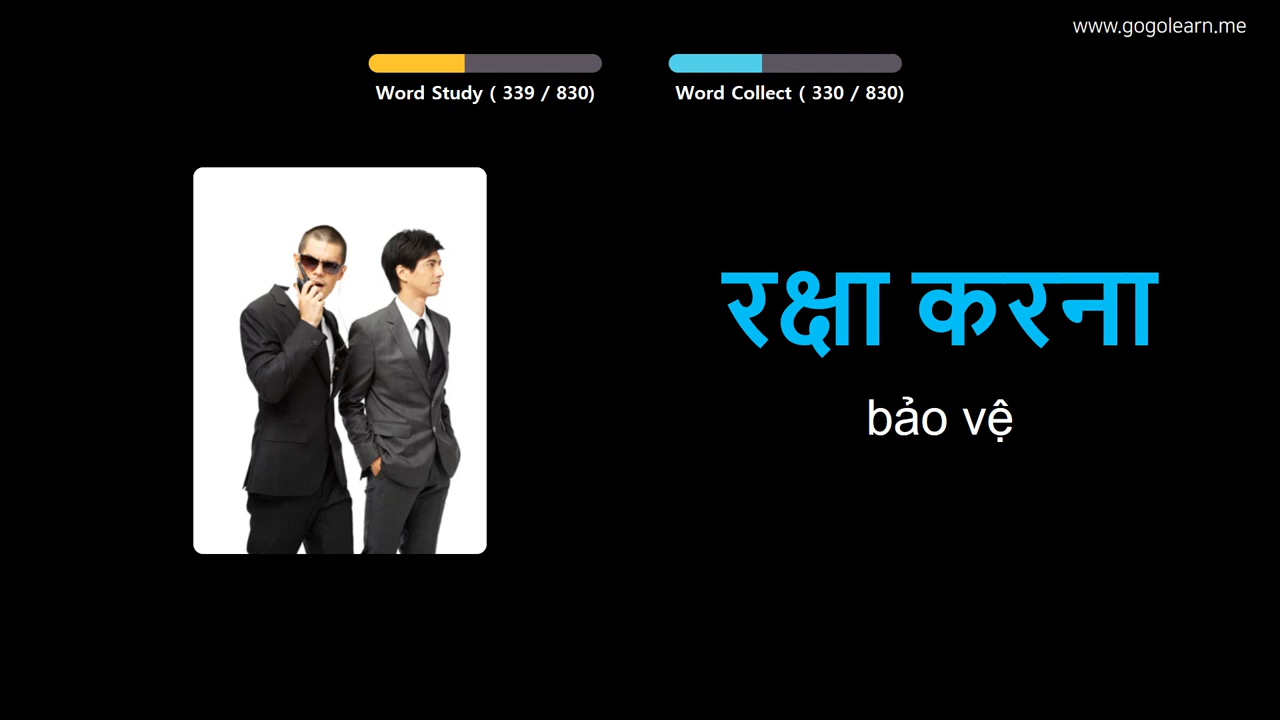 www.gogolearn.me
Word Study ( 339 / 830)
Word Collect ( 330 / 830)
रक्षा करना
bảo vệ